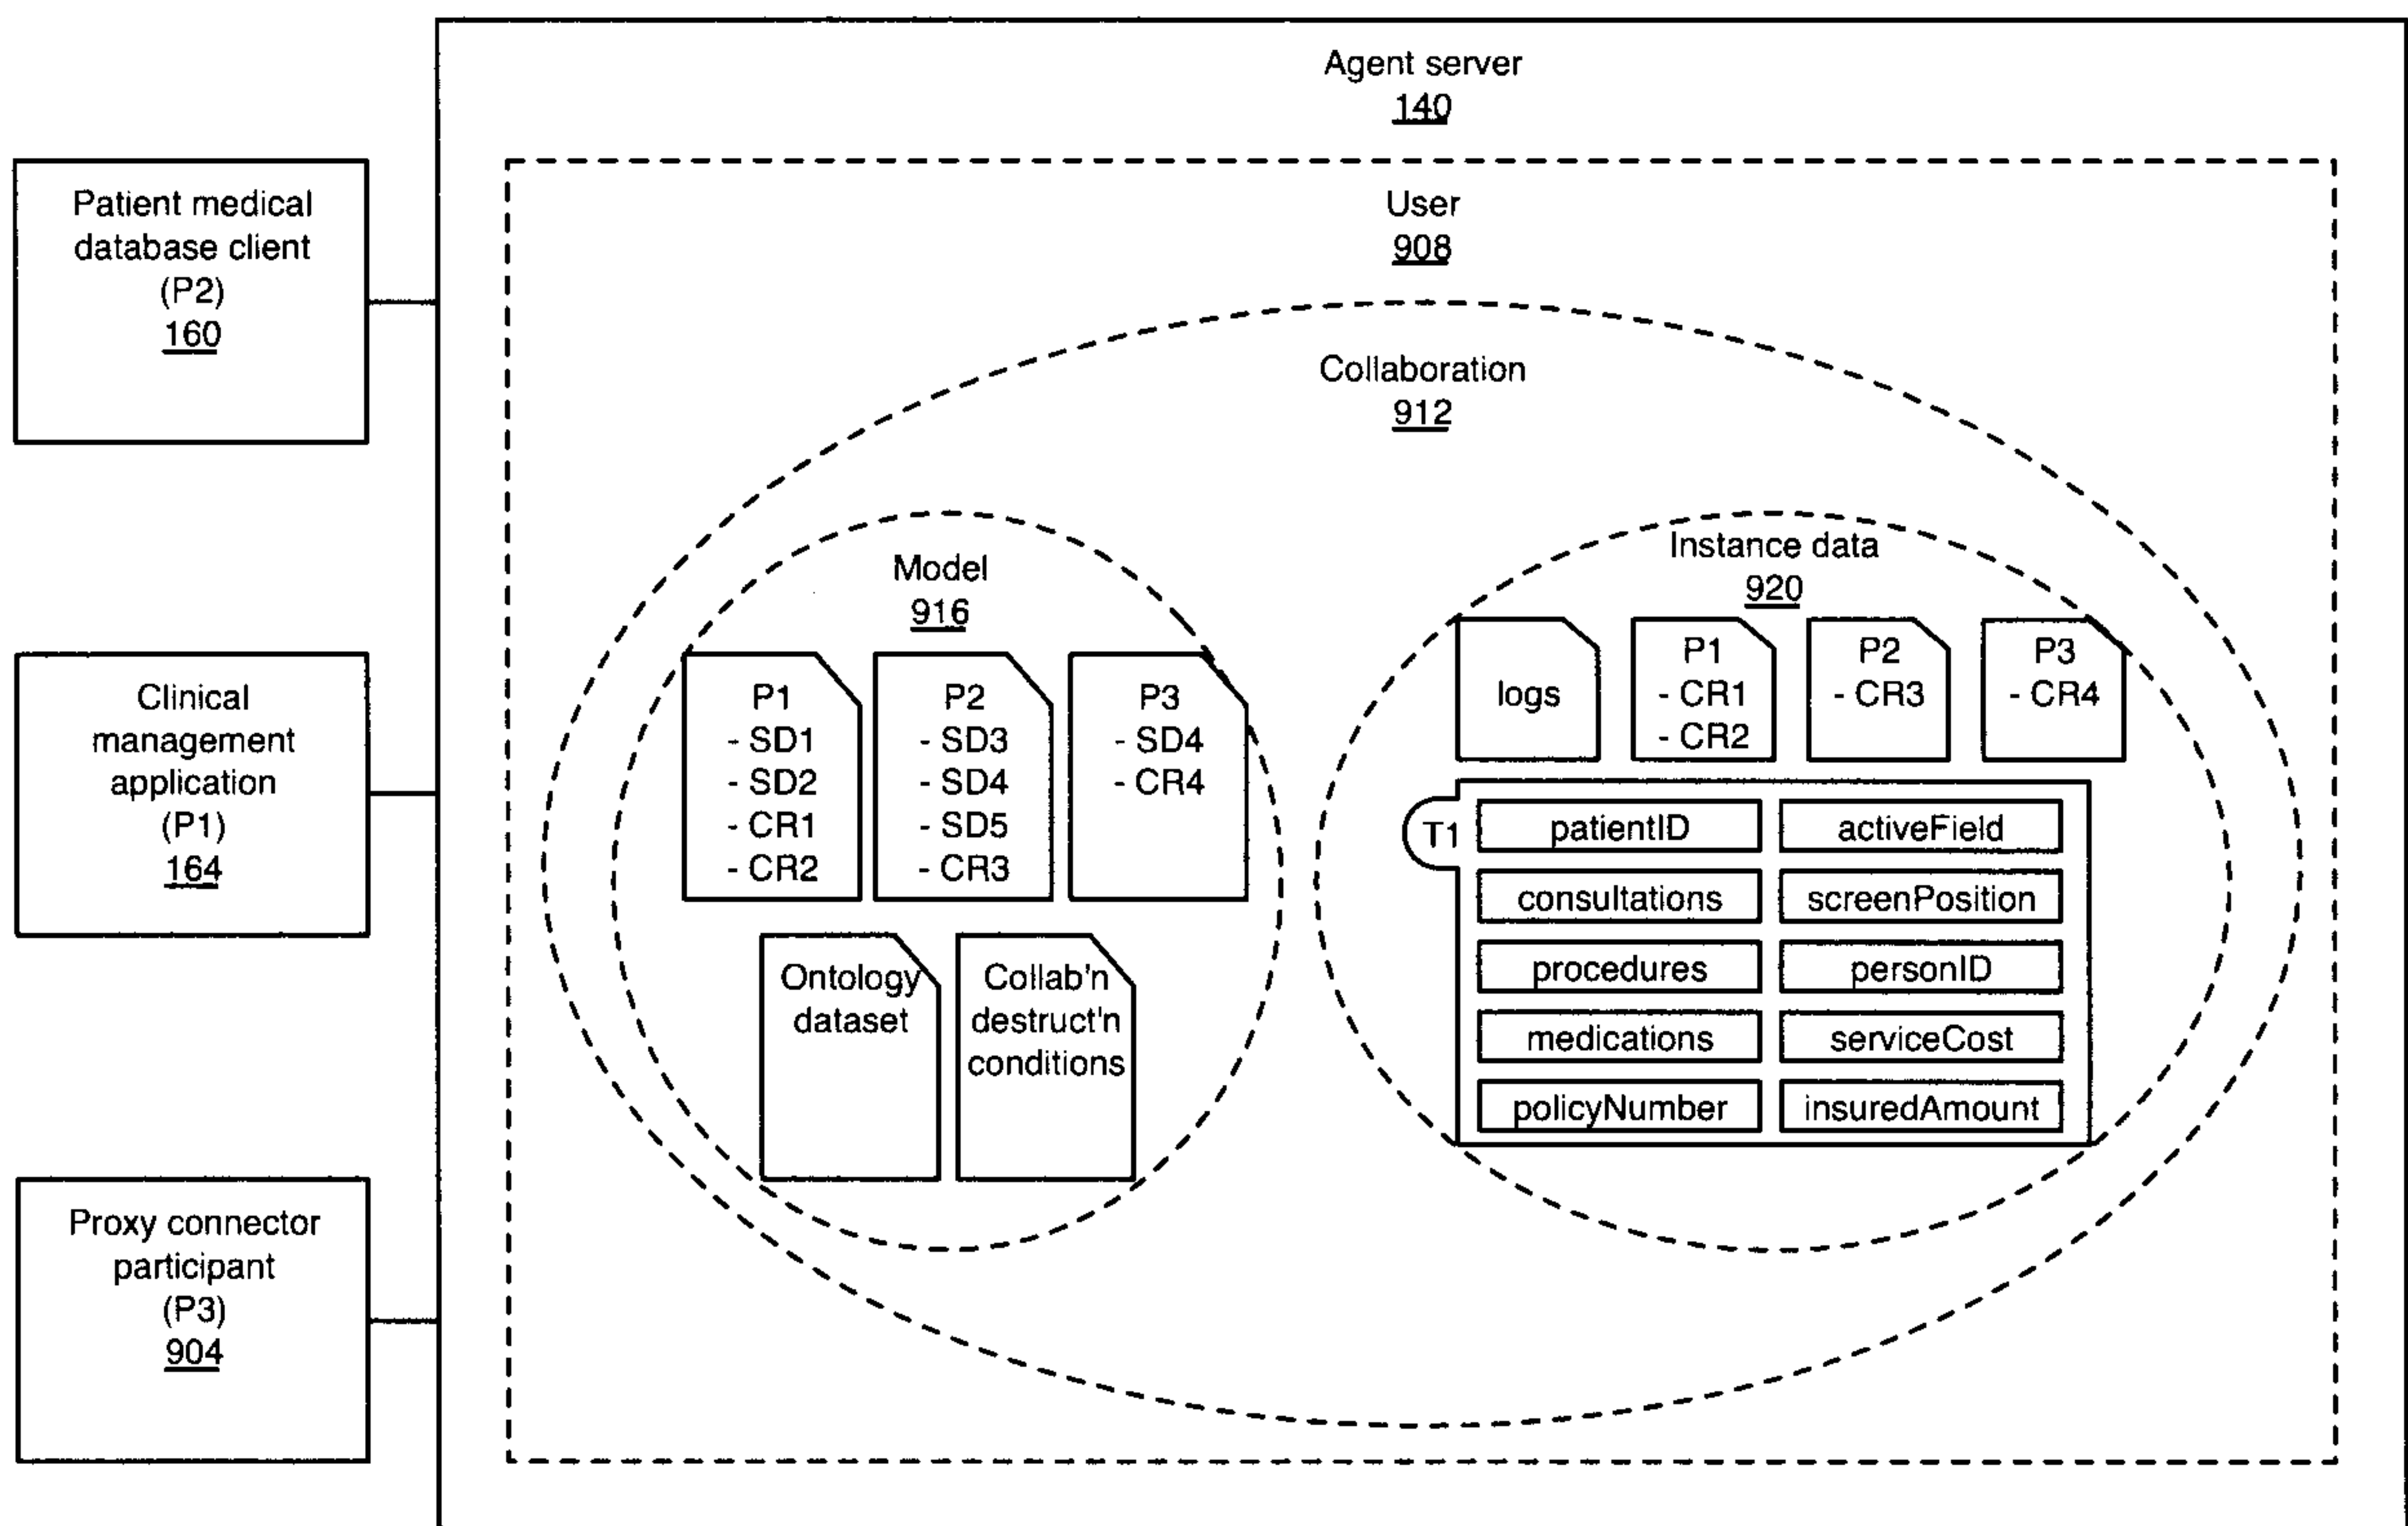 Agent server
140
User
908
Collaboration
912
Patient medical
database client
(P2)
160
Clinical
management
application
(P1)
164
Proxy connector
participant
(P3)
904
Model
916
P1
- SD1
- SD2
- CR1
- CR2
P2
- SD3
- SD4
- SD5
- CR3
P3
- SD4
- CR4
Ontology
dataset
Collab'n
destruct'n
conditions
Instance data
920
logs
P1
- CR1
- CR2
P2
- CR3
P3
- CR4
T1
patientID
activeField
consultations
screenPosition
procedures
personID
medications
serviceCost
policyNumber
insuredAmount